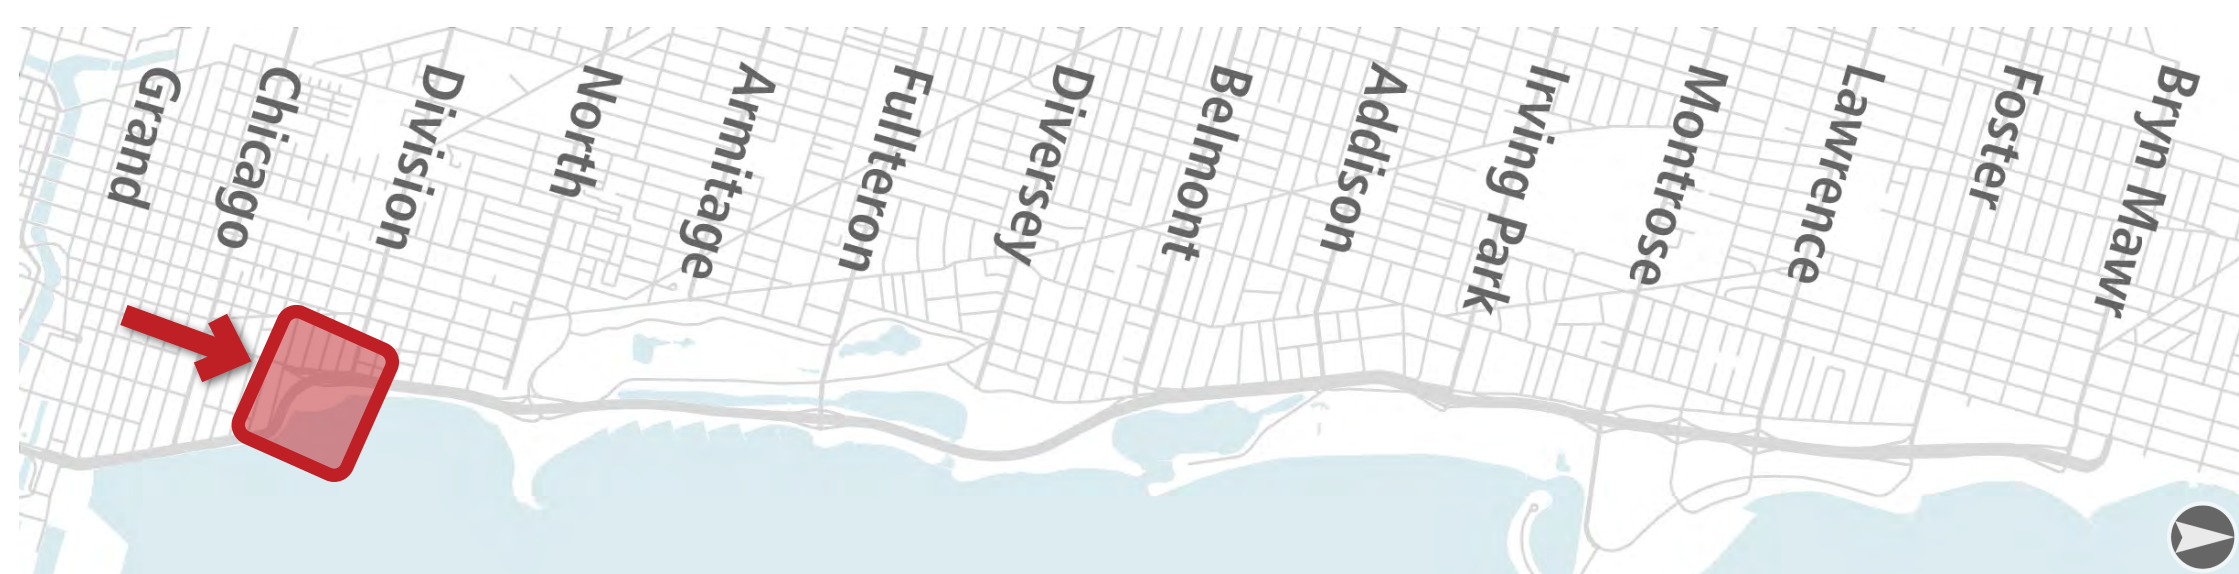 Grand
Chicago
Division
North
Armitage
Fullteron
Diversey
Belmont
Addison
Irving Park
Montrose
Lawrence
Foster
Bryn Mawr